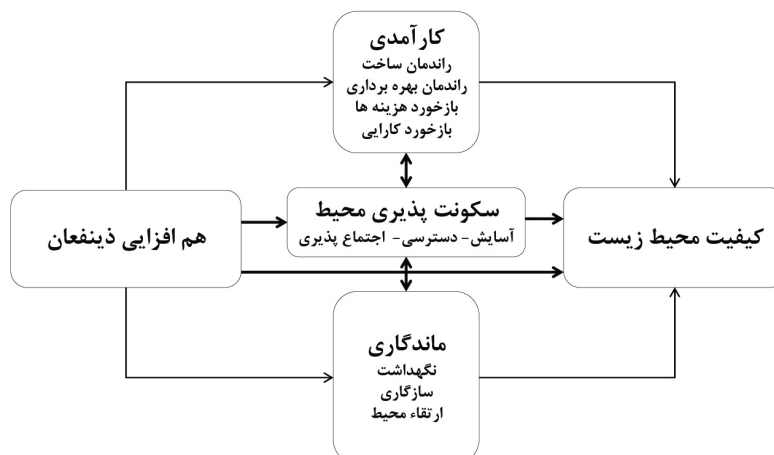 کارآمدی
راندمان ساخت
راندمان بهره برداری
بازخورد هزینه ها
بازخورد کارایی
هم افزایی ذینفعان
سکونت پذیری محیط
آسایش- دسترسی- اجتماع پذیری
کیفیت محیط زیست
ماندگاری
نگهداشت
سازگاری
ارتقاء محیط